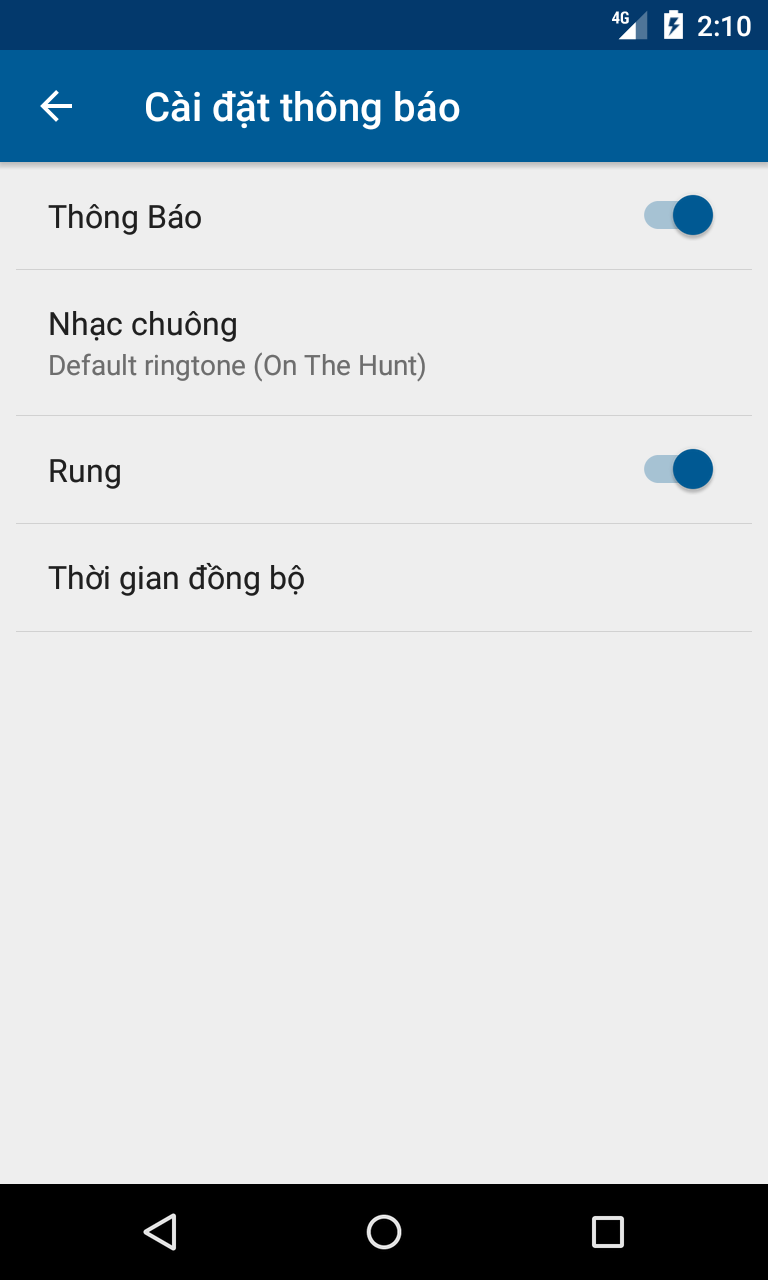 4G 2:10
Cài đặt thông báo
Thông Báo
Nhạc chuông
Default ringtone (On The Hunt)
Rung
Thời gian đồng bộ